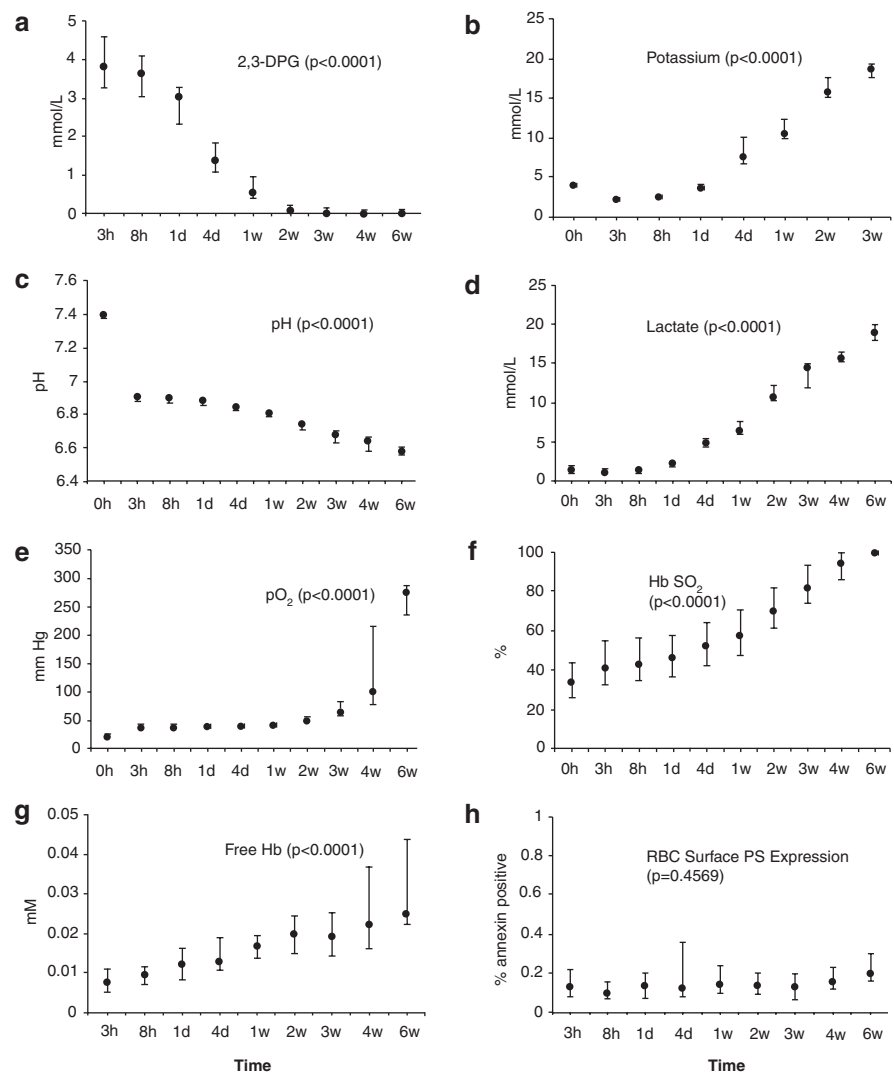 a
2,3-DPG (p<0.0001)
mmol/L
5
4
3
2
1
0
3h 8h 1d 4d 1w 2w 3w 4w 6w
b
Potassium (p<0.0001)
mmol/L
25
20
15
10
5
0
0h 3h 8h 1d 4d 1w 2w 3w
c
pH (p<0.0001)
pH
7.6
7.4
7.2
7
6.8
6.6
6.4
0h 3h 8h 1d 4d 1w 2w 3w 4w 6w
d
Lactate (p<0.0001)
mmol/L
25
20
15
10
5
0
0h 3h 8h 1d 4d 1w 2w 3w 4w 6w
e
pO2 (p<0.0001)
mm Hg
350
300
250
200
150
100
50
0
0h 3h 8h 1d 4d 1w 2w 3w 4w 6w
f
Hb SO2
(p<0.0001)
%
100
80
60
40
20
0
0h 3h 8h 1d 4d 1w 2w 3w 4w 6w
g
Free Hb (p<0.0001)
mM
0.05
0.04
0.03
0.02
0.01
0
3h 8h 1d 4d 1w 2w 3w 4w 6w
Time
h
RBC Surface PS Expression
(p=0.4569)
% annexin positive
1
0.8
0.6
0.4
0.2
0
3h 8h 1d 4d 1w 2w 3w 4w 6w
Time